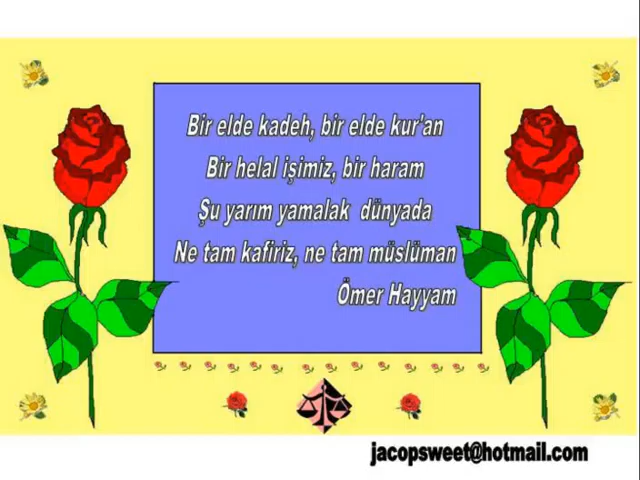 Bir elde kadeh, bir elde kur'an
Bir helal işimiz, bir haram
Şu yarım yamalak dünyada
Ne tam kafiriz, ne tam müslüman
Ömer Hayyam
jacopsweet@hotmail.com